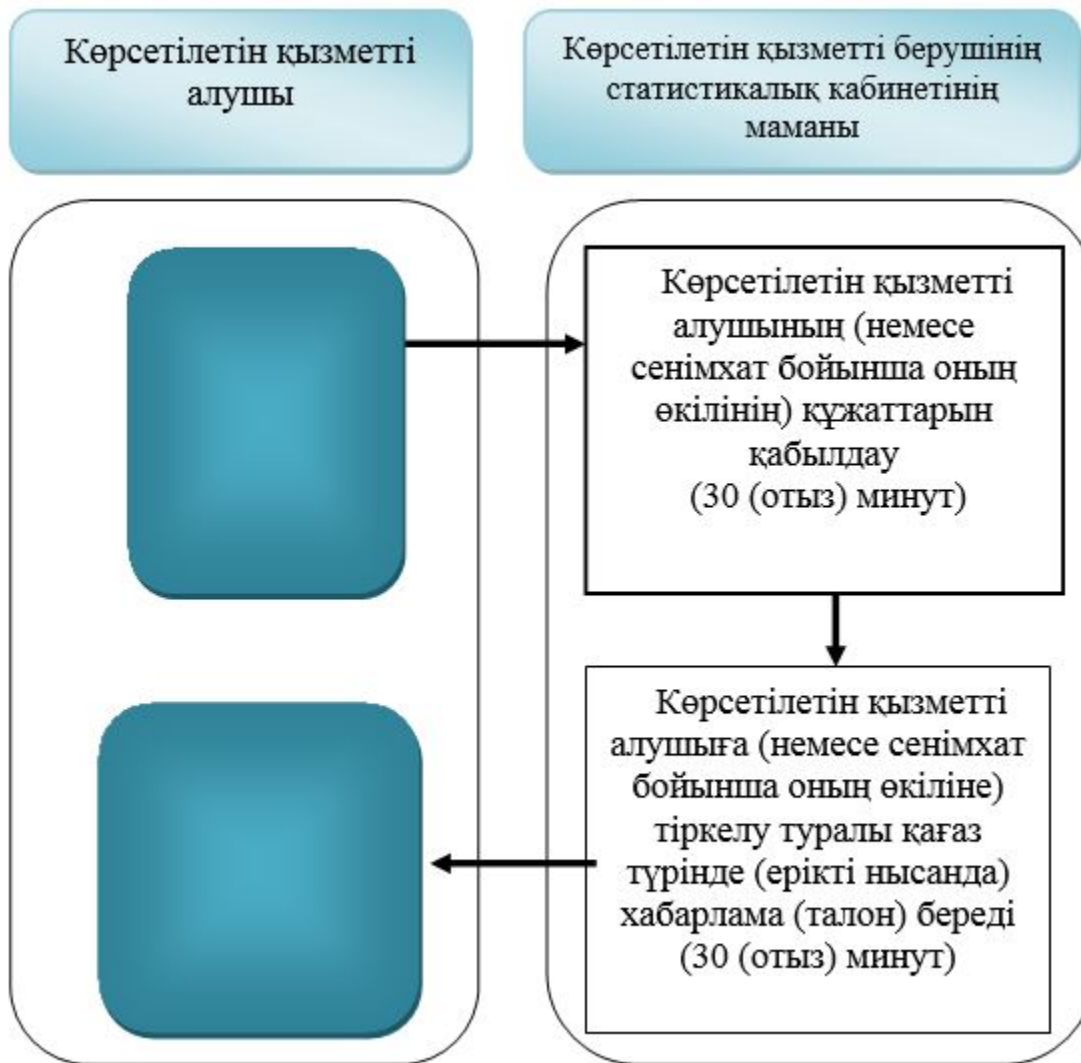 Көрсетілетін қызметті
алушы
Көрсетілетін қызметті берушінің
статистикалық кабинетінің
маманы
Көрсетілетін қызметті
алушының (немесе
сенімхат бойынша оның
өкілінің) құжаттарын
қабылдау
(30 (отыз) минут)
Көрсетілетін қызметті
алушыға (немесе сенімхат
бойынша оның өкіліне)
тіркелу туралы қағаз
түрінде (ерікті нысанда)
хабарлама (талон) береді
(30 (отыз) минут)